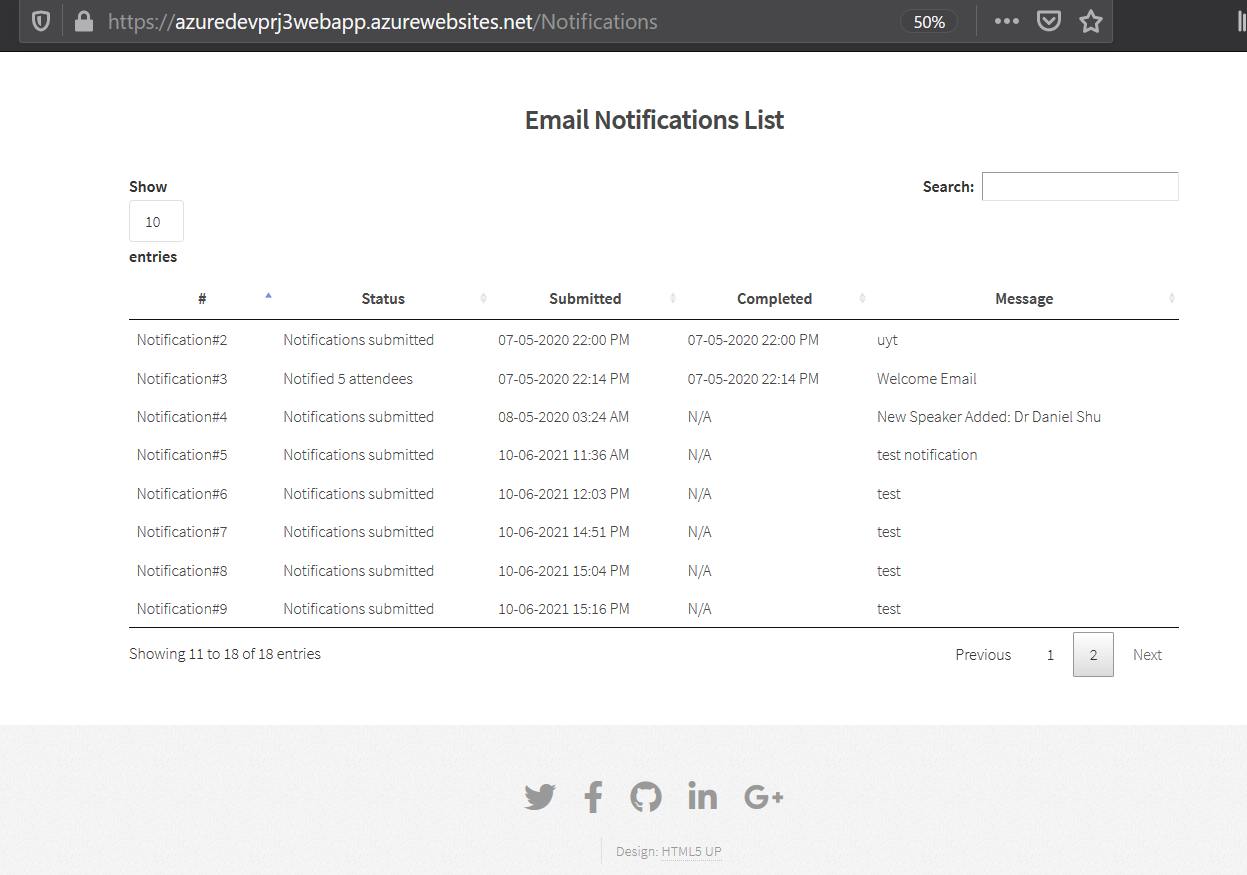 https://azuredevprj3webapp.azurewebsites.net/Notifications 50%
Email Notifications List
Show
10
entries
Search:
# Status Submitted Completed Message
Notification#2 Notifications submitted 07-05-2020 22:00 PM 07-05-2020 22:00 PM uyt
Notification#3 Notified 5 attendees 07-05-2020 22:14 PM 07-05-2020 22:14 PM Welcome Email
Notification#4 Notifications submitted 08-05-2020 03:24 AM N/A New Speaker Added: Dr Daniel Shu
Notification#5 Notifications submitted 10-06-2021 11:36 AM N/A test notification
Notification#6 Notifications submitted 10-06-2021 12:03 PM N/A test
Notification#7 Notifications submitted 10-06-2021 14:51 PM N/A test
Notification#8 Notifications submitted 10-06-2021 15:04 PM N/A test
Notification#9 Notifications submitted 10-06-2021 15:16 PM N/A test
Showing 11 to 18 of 18 entries Previous 1 2 Next
Design: HTML5 UP